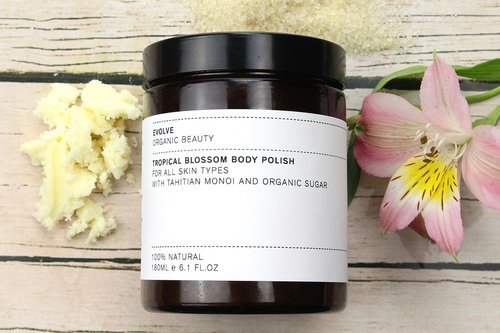 EVOLVE
ORGANIC BEAUTY
TROPICAL BLOSSOM BODY POLISH
FOR ALL SKIN TYPES
WITH TAHITIAN MONOI AND ORGANIC SUGAR
100% NATURAL
180ML e 6.1 FL.OZ